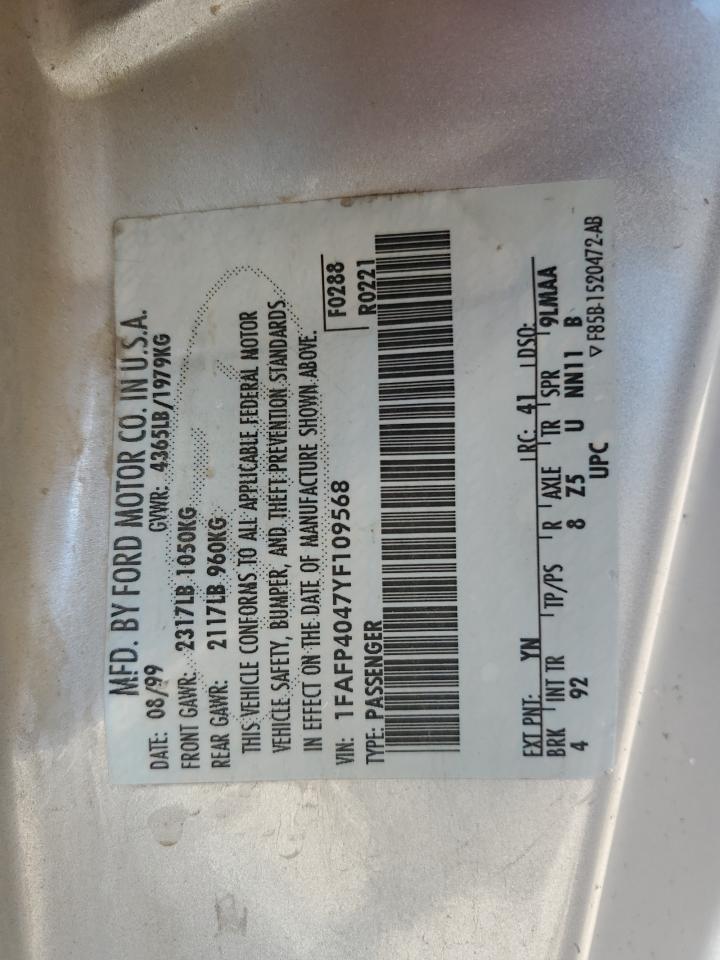 MFD. BY FORD MOTOR CO. IN U.S.A.
DATE: 08/99 GVWR: 4365LB/1979KG
FRONT GAWR: 2317LB 1050KG
REAR GAWR: 2117LB 960KG
THIS VEHICLE CONFORMS TO ALL APPLICABLE FEDERAL MOTOR
VEHICLE SAFETY, BUMPER, AND THEFT PREVENTION STANDARDS
IN EFFECT ON THE DATE OF MANUFACTURE SHOWN ABOVE.
VIN: 1FAFP4047YF109568 F0288
TYPE: PASSENGER R0221
EXT PNT: YN RC: 41 DSO:
BRK INT TR TP/PS R AXLE TR SPR 9LMAA
4 92 8 Z5 U NN11 B
UPC ▽ F85B-1520472-AB